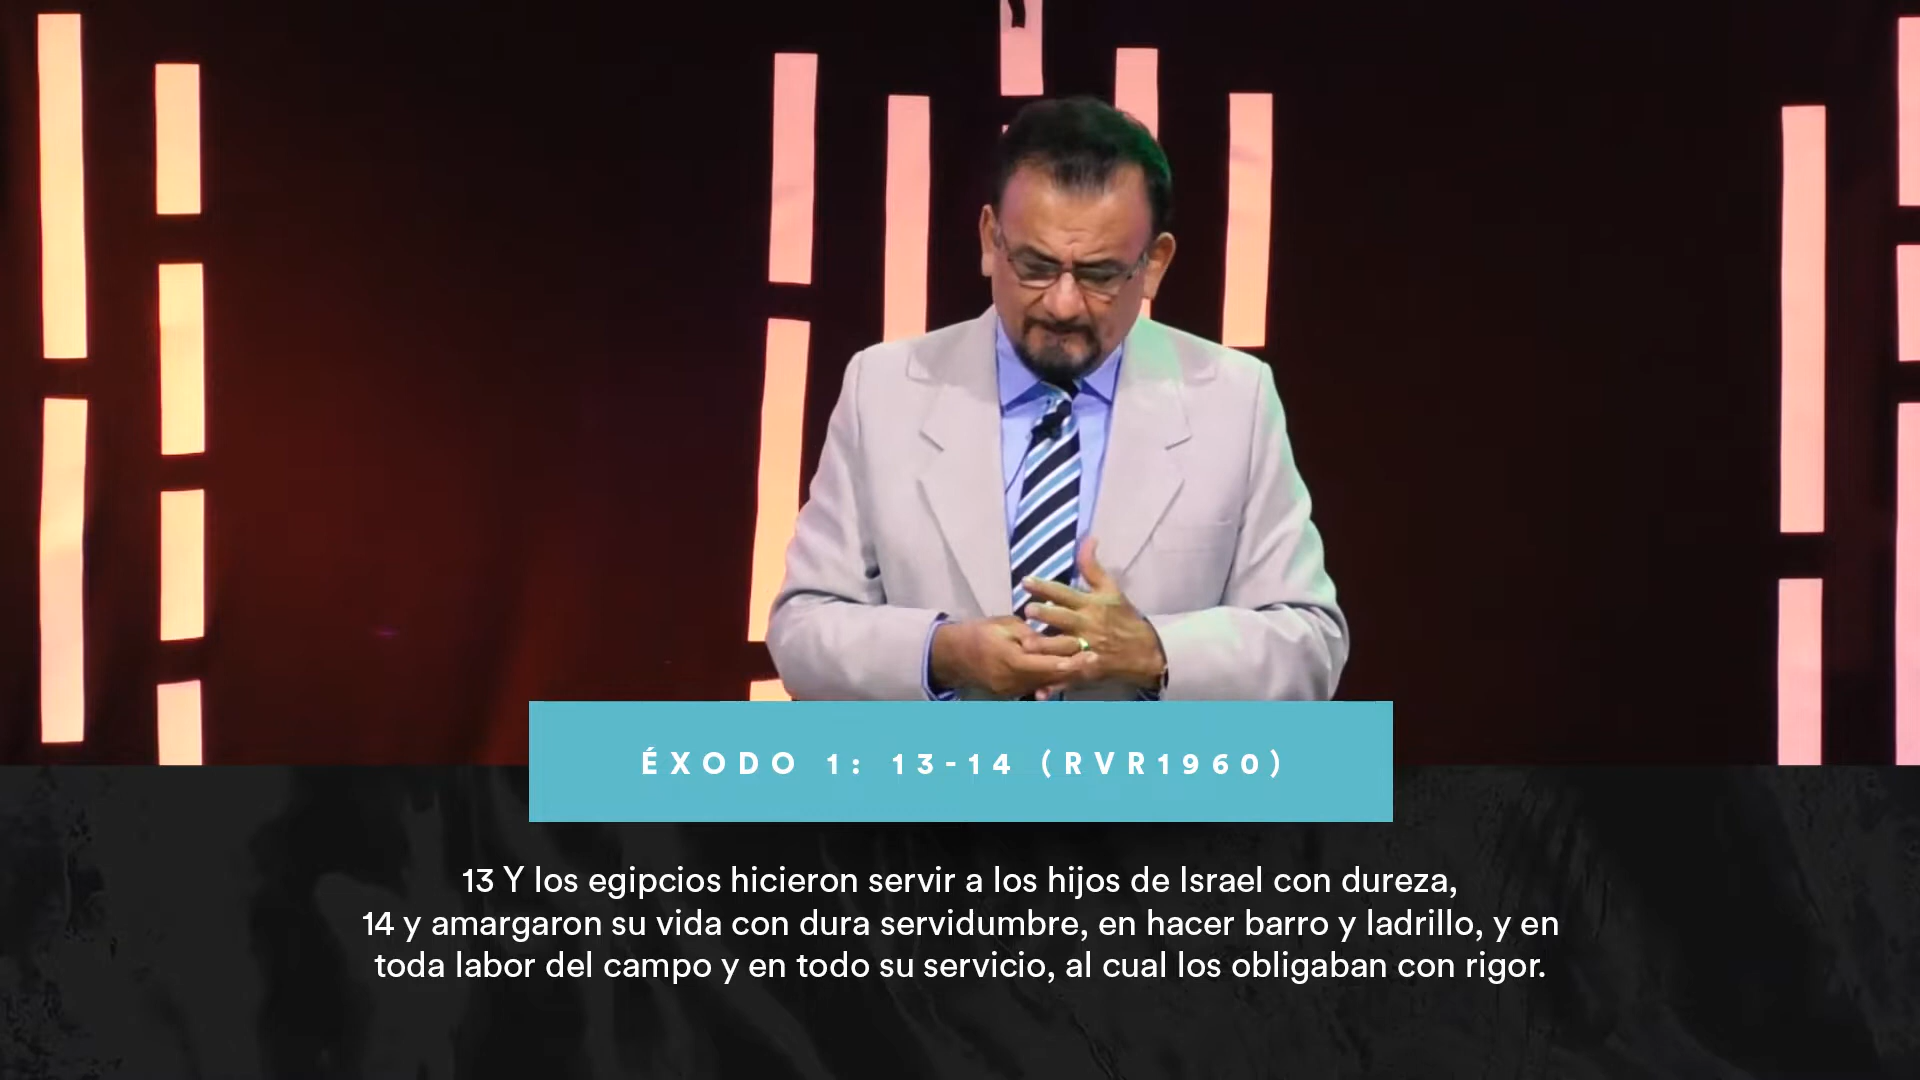 ÉXODO 1: 13-14 (RVR1960)
13 Y los egipcios hicieron servir a los hijos de Israel con dureza,
14 y amargaron su vida con dura servidumbre, en hacer barro y ladrillo, y en
toda labor del campo y en todo su servicio, al cual los obligaban con rigor.